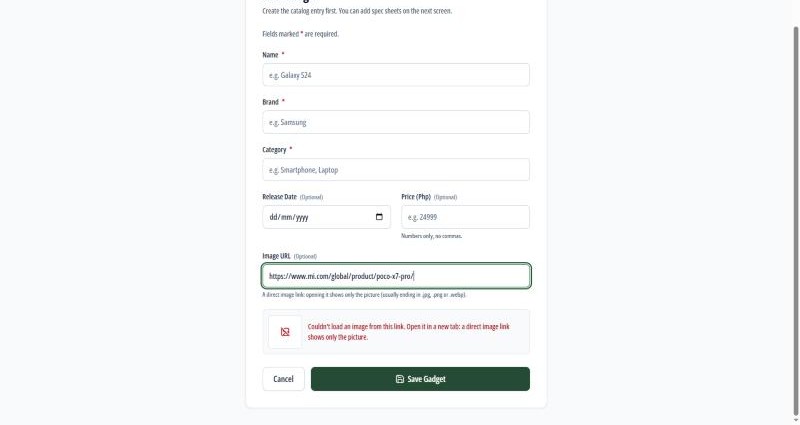 Create the catalog entry first. You can add spec sheets on the next screen.
Fields marked * are required.
Name *
e.g. Galaxy S24
Brand *
e.g. Samsung
Category *
e.g. Smartphone, Laptop
Release Date (Optional)
Price (Php) (Optional)
dd/mm/yyyy
e.g. 24999
Numbers only, no commas.
Image URL (Optional)
https://www.mi.com/global/product/poco-x7-pro/
A direct image link: opening it shows only the picture (usually ending in .jpg, .png or .webp).
Couldn't load an image from this link. Open it in a new tab: a direct image link
shows only the picture.
Cancel
Save Gadget